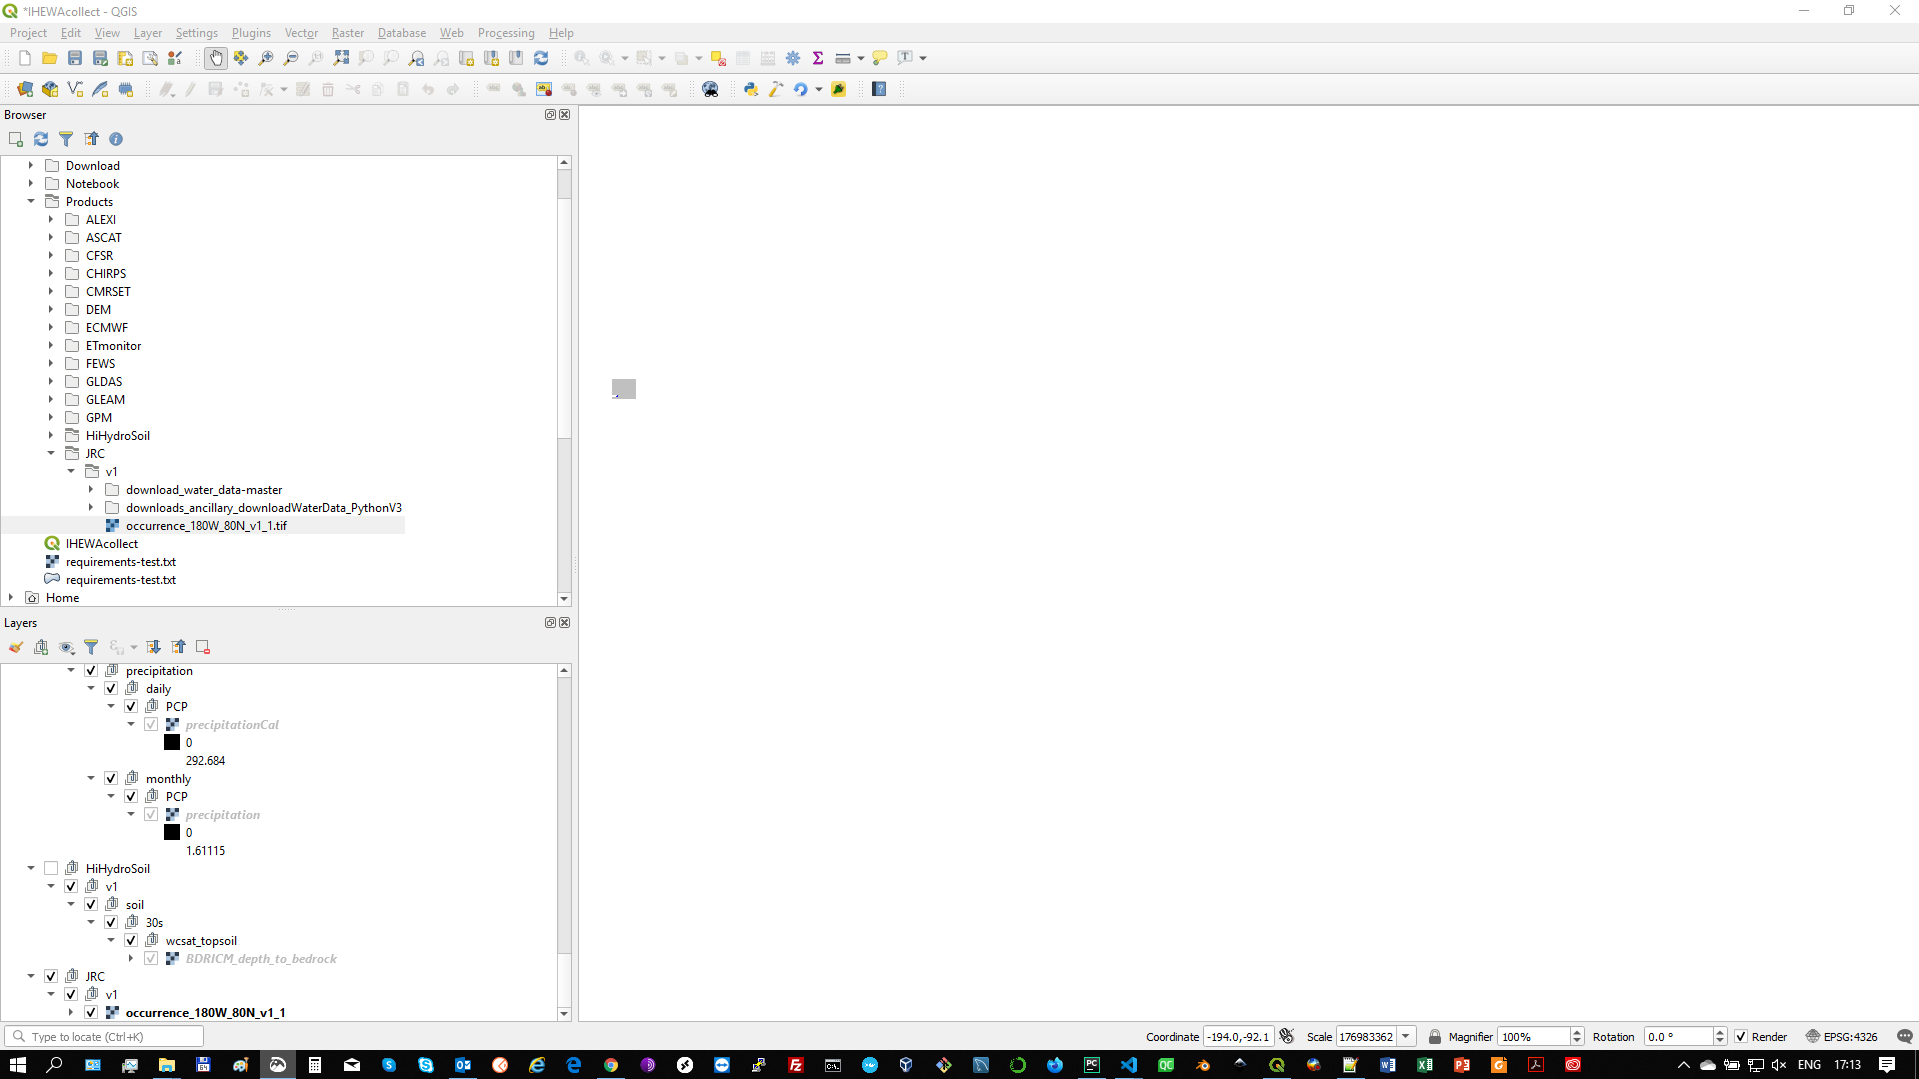 *IHEWAcollect - QGIS
Project Edit View Layer Settings Plugins Vector Raster Database Web Processing Help
Browser
Download
Notebook
Products
ALEXI
ASCAT
CFSR
CHIRPS
CMRSET
DEM
ECMWF
ETmonitor
FEWS
GLDAS
GLEAM
GPM
HiHydroSoil
JRC
v1
download_water_data-master
downloads_ancillary_downloadWaterData_PythonV3
occurrence_180W_80N_v1_1.tif
IHEWAcollect
requirements-test.txt
requirements-test.txt
Home
Layers
precipitation
daily
PCP
precipitationCal
0
292.684
monthly
PCP
precipitation
0
1.61115
HiHydroSoil
v1
soil
30s
wcsat_topsoil
BDRICM_depth_to_bedrock
JRC
v1
occurrence_180W_80N_v1_1
Type to locate (Ctrl+K)
Coordinate -194.0,-92.1 Scale 176983362 Magnifier 100% Rotation 0.0 ° Render EPSG:4326
ENG 17:13